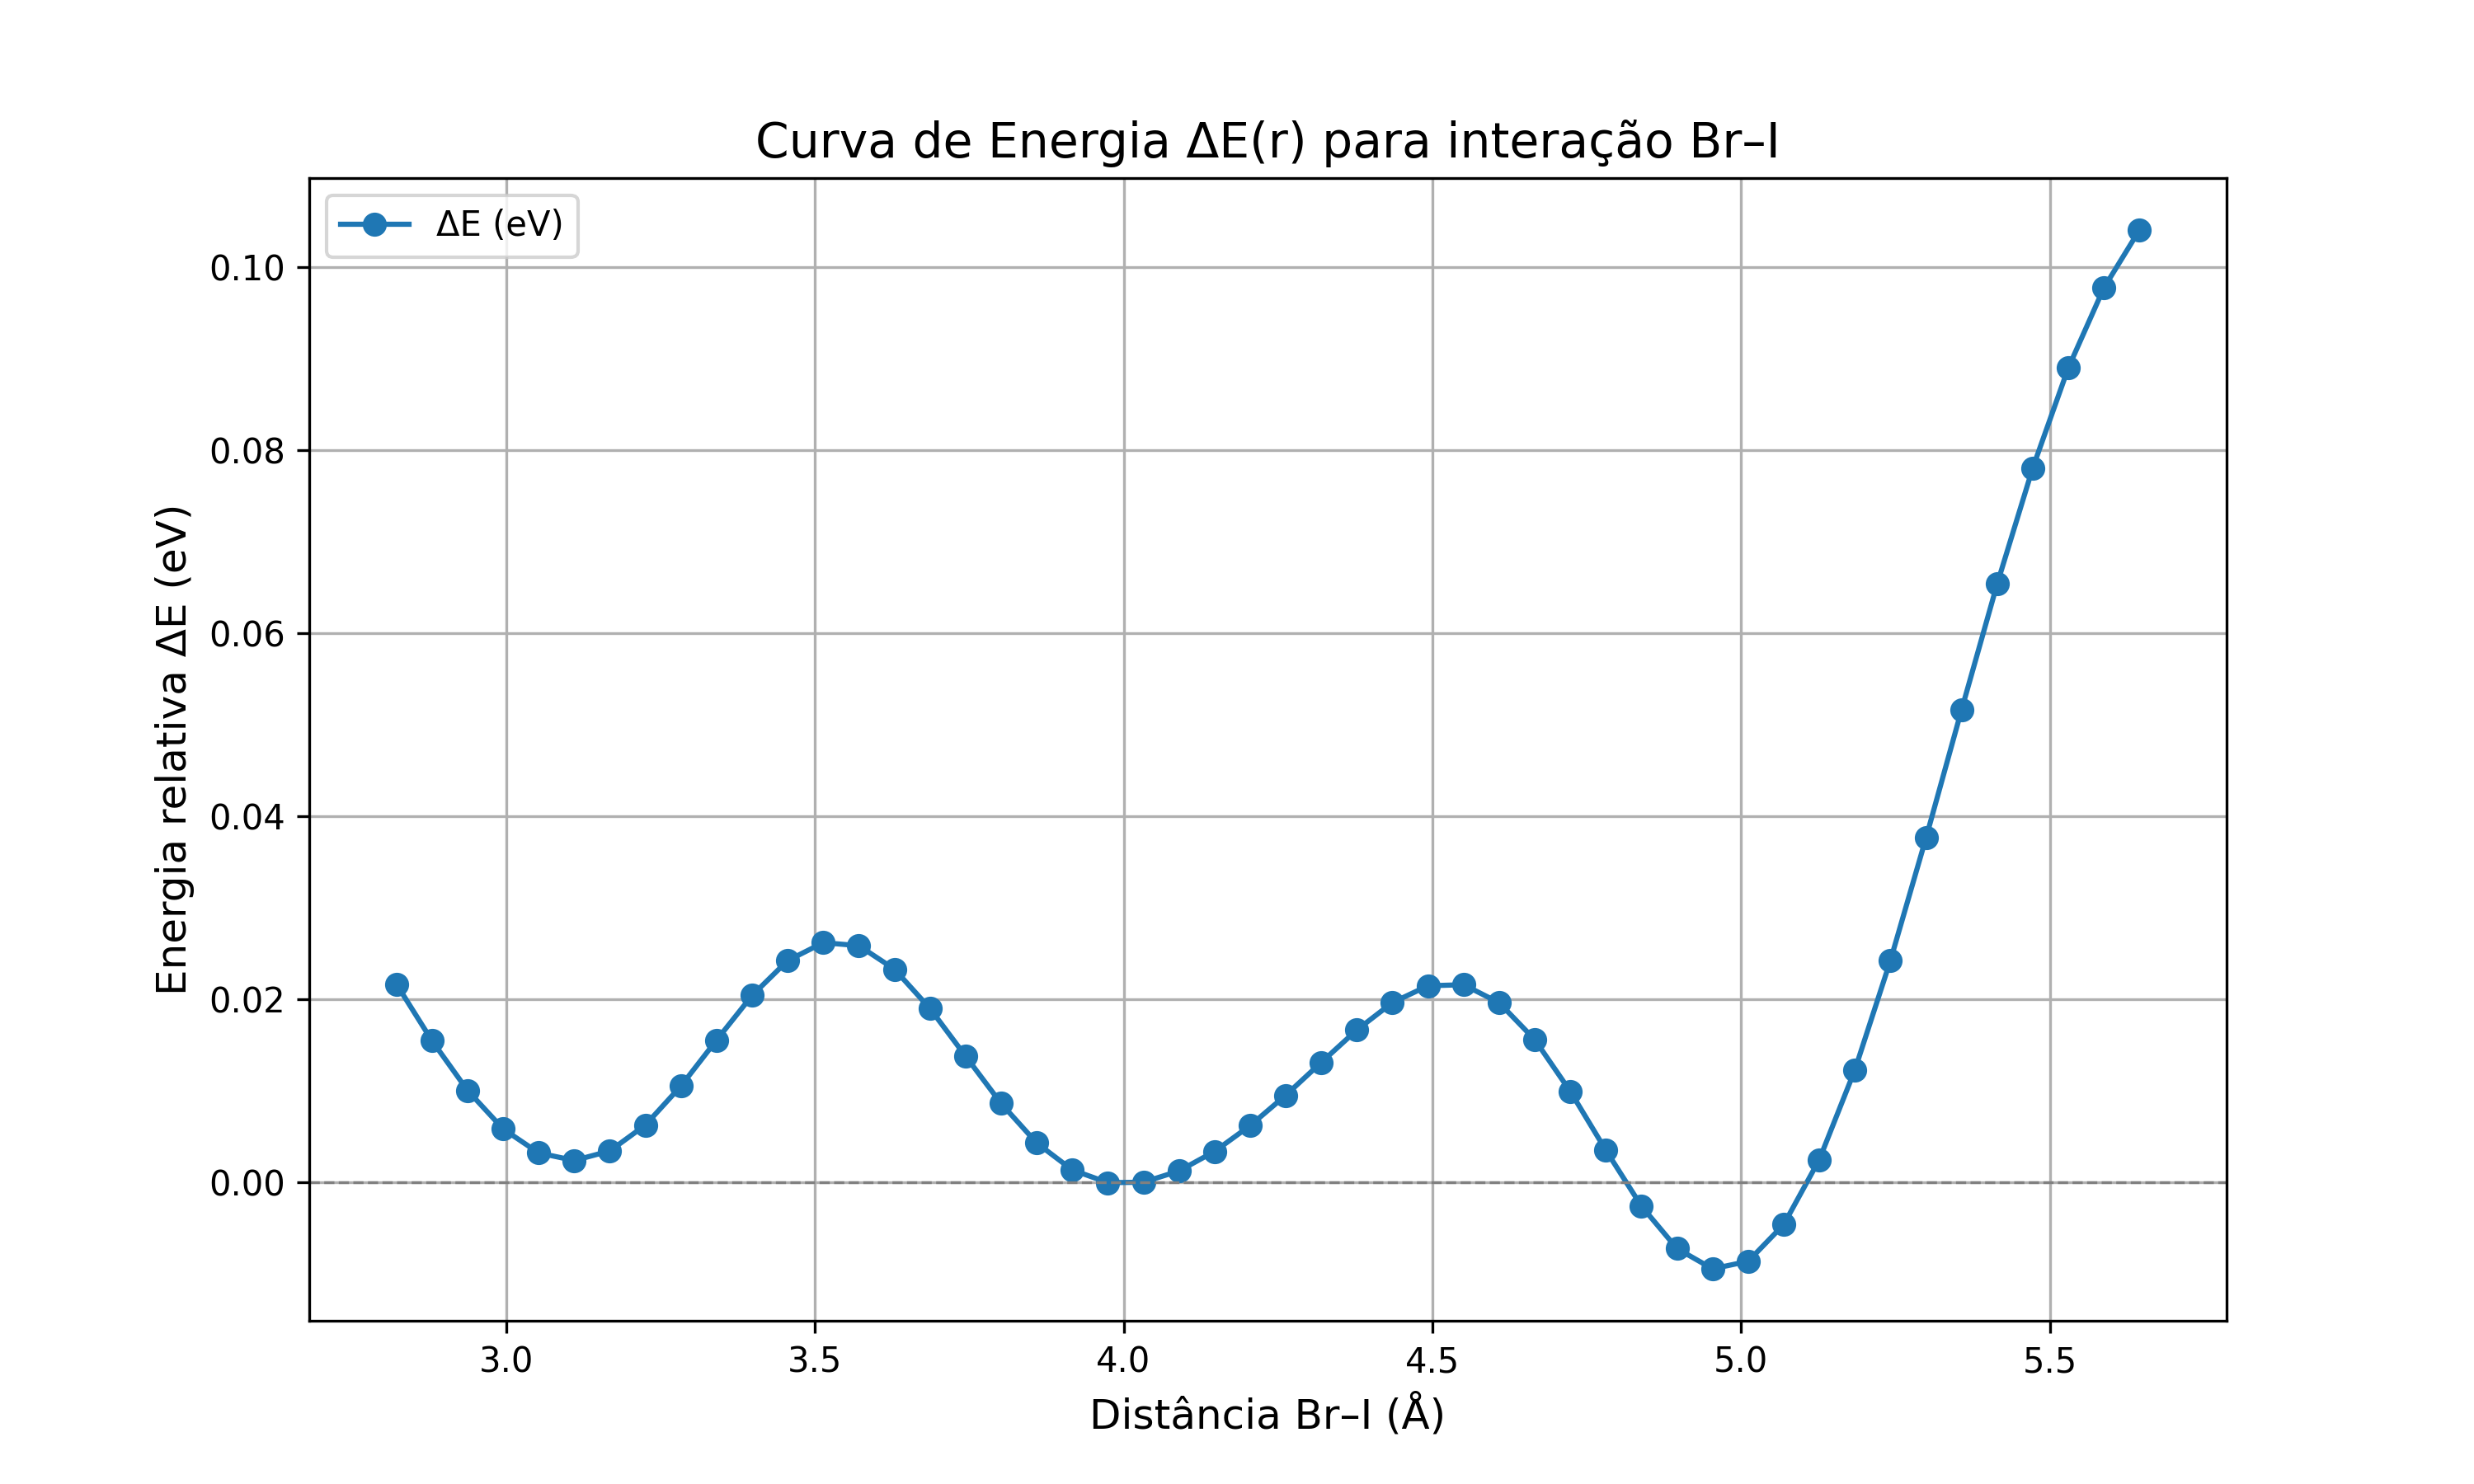 Curva de Energia ΔE(r) para interação Br–I
ΔE (eV)
Energia relativa ΔE (eV)
0.10
0.08
0.06
0.04
0.02
0.00
3.0 3.5 4.0 4.5 5.0 5.5
Distância Br–I (Å)